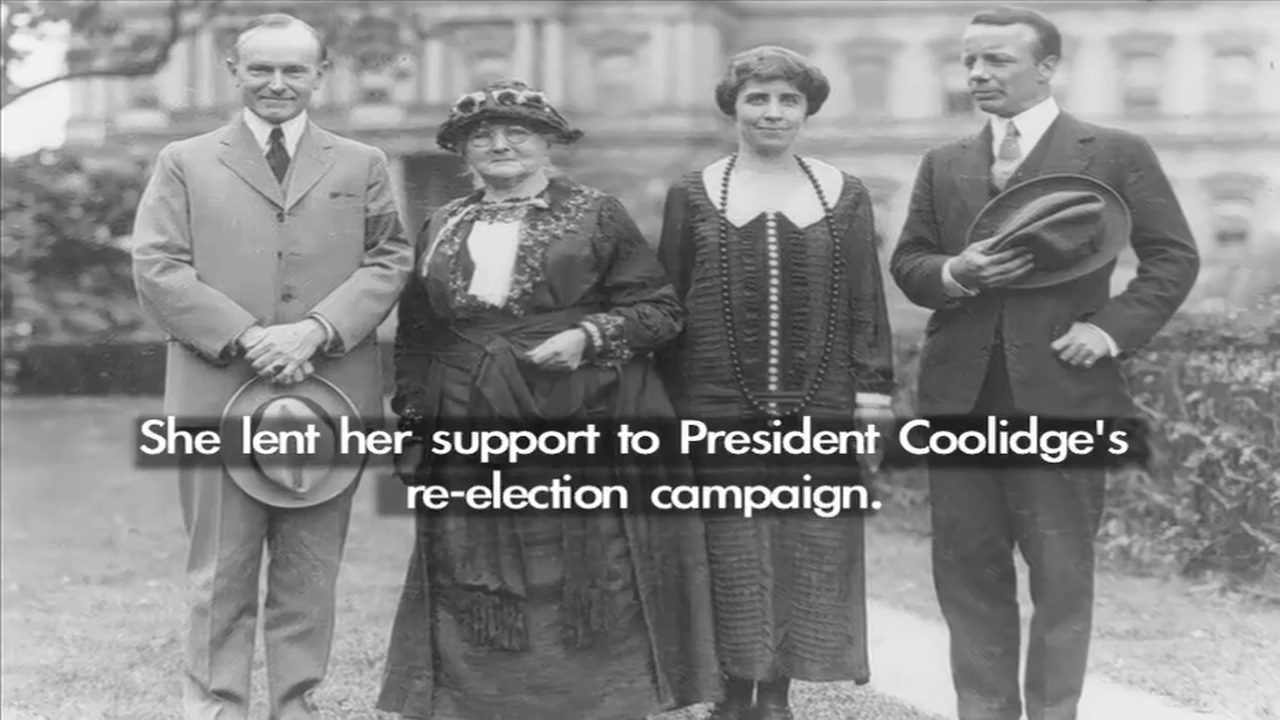 She lent her support to President Coolidge's
re-election campaign.